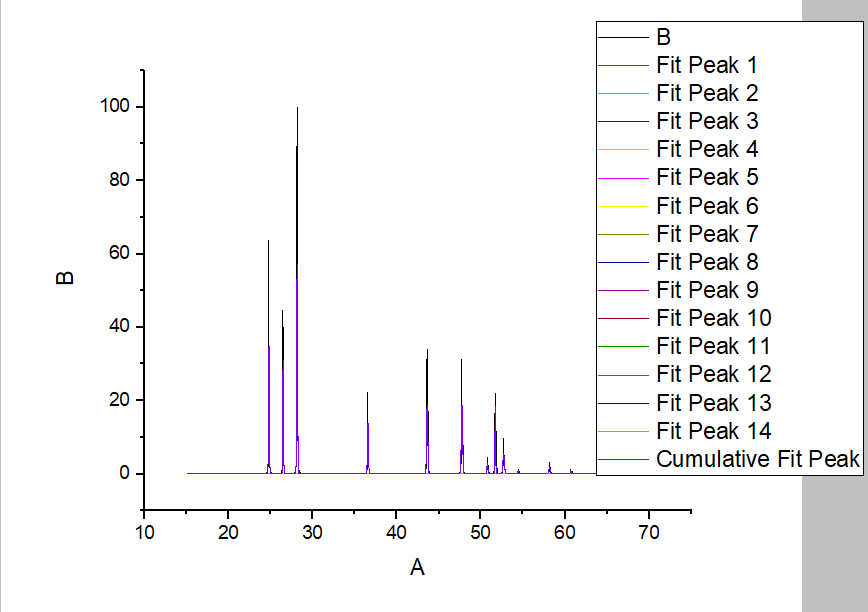 B
Fit Peak 1
Fit Peak 2
Fit Peak 3
Fit Peak 4
Fit Peak 5
Fit Peak 6
Fit Peak 7
Fit Peak 8
Fit Peak 9
Fit Peak 10
Fit Peak 11
Fit Peak 12
Fit Peak 13
Fit Peak 14
Cumulative Fit Peak
100
80
60
40
20
0
B
10 20 30 40 50 60 70
A